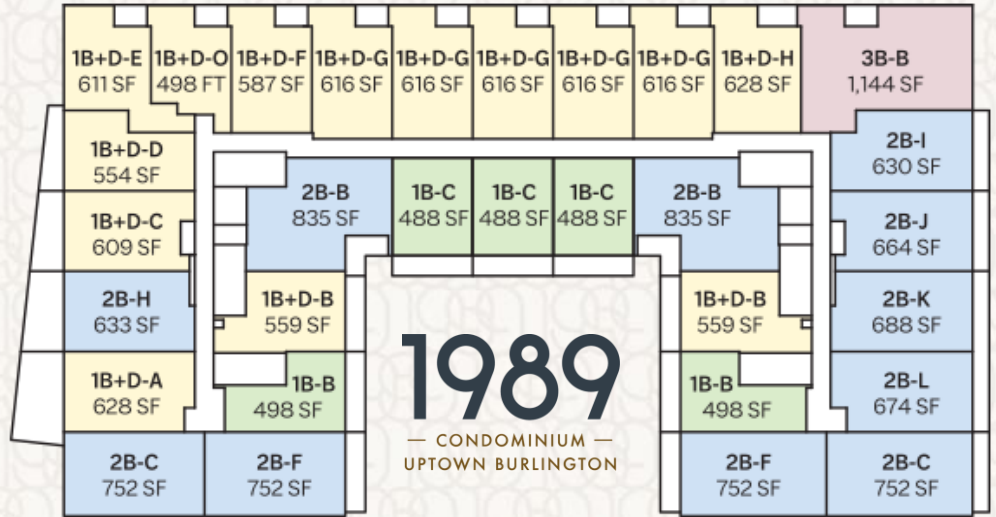 1B+D-E
611 SF
1B+D-O
498 FT
1B+D-F
587 SF
1B+D-G
616 SF
1B+D-G
616 SF
1B+D-G
616 SF
1B+D-G
616 SF
1B+D-G
616 SF
1B+D-H
628 SF
3B-B
1,144 SF
1B+D-D
554 SF
2B-I
630 SF
2B-B
835 SF
1B-C
488 SF
1B-C
488 SF
1B-C
488 SF
2B-B
835 SF
1B+D-C
609 SF
2B-J
664 SF
2B-H
633 SF
1B+D-B
559 SF
1B+D-B
559 SF
2B-K
688 SF
1B+D-A
628 SF
1B-B
498 SF
1989
— CONDOMINIUM —
UPTOWN BURLINGTON
1B-B
498 SF
2B-L
674 SF
2B-C
752 SF
2B-F
752 SF
2B-F
752 SF
2B-C
752 SF